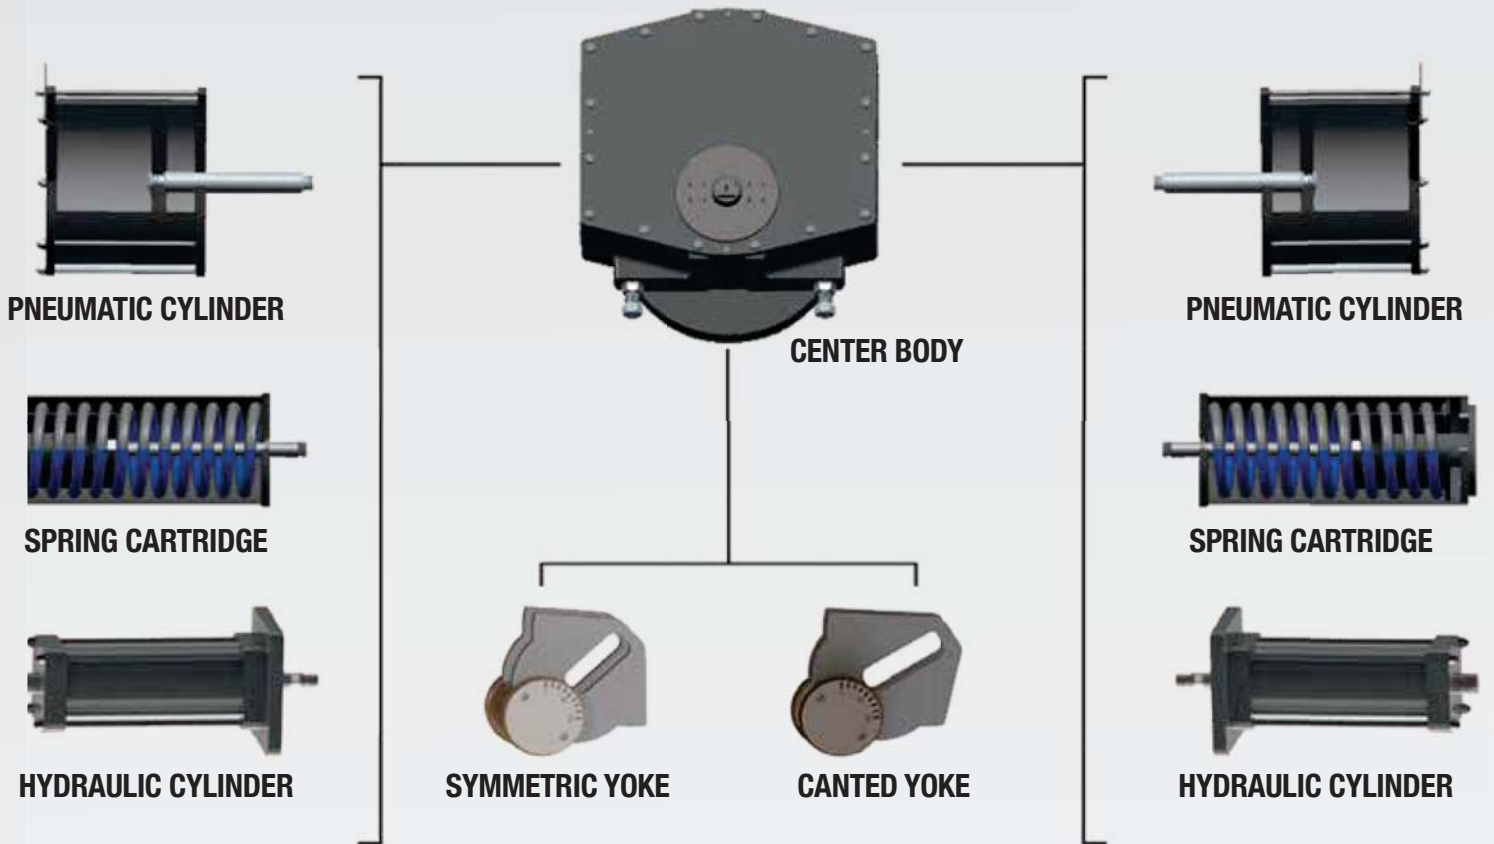 PNEUMATIC CYLINDER
PNEUMATIC CYLINDER
CENTER BODY
SPRING CARTRIDGE
SPRING CARTRIDGE
HYDRAULIC CYLINDER
SYMMETRIC YOKE
CANTED YOKE
HYDRAULIC CYLINDER